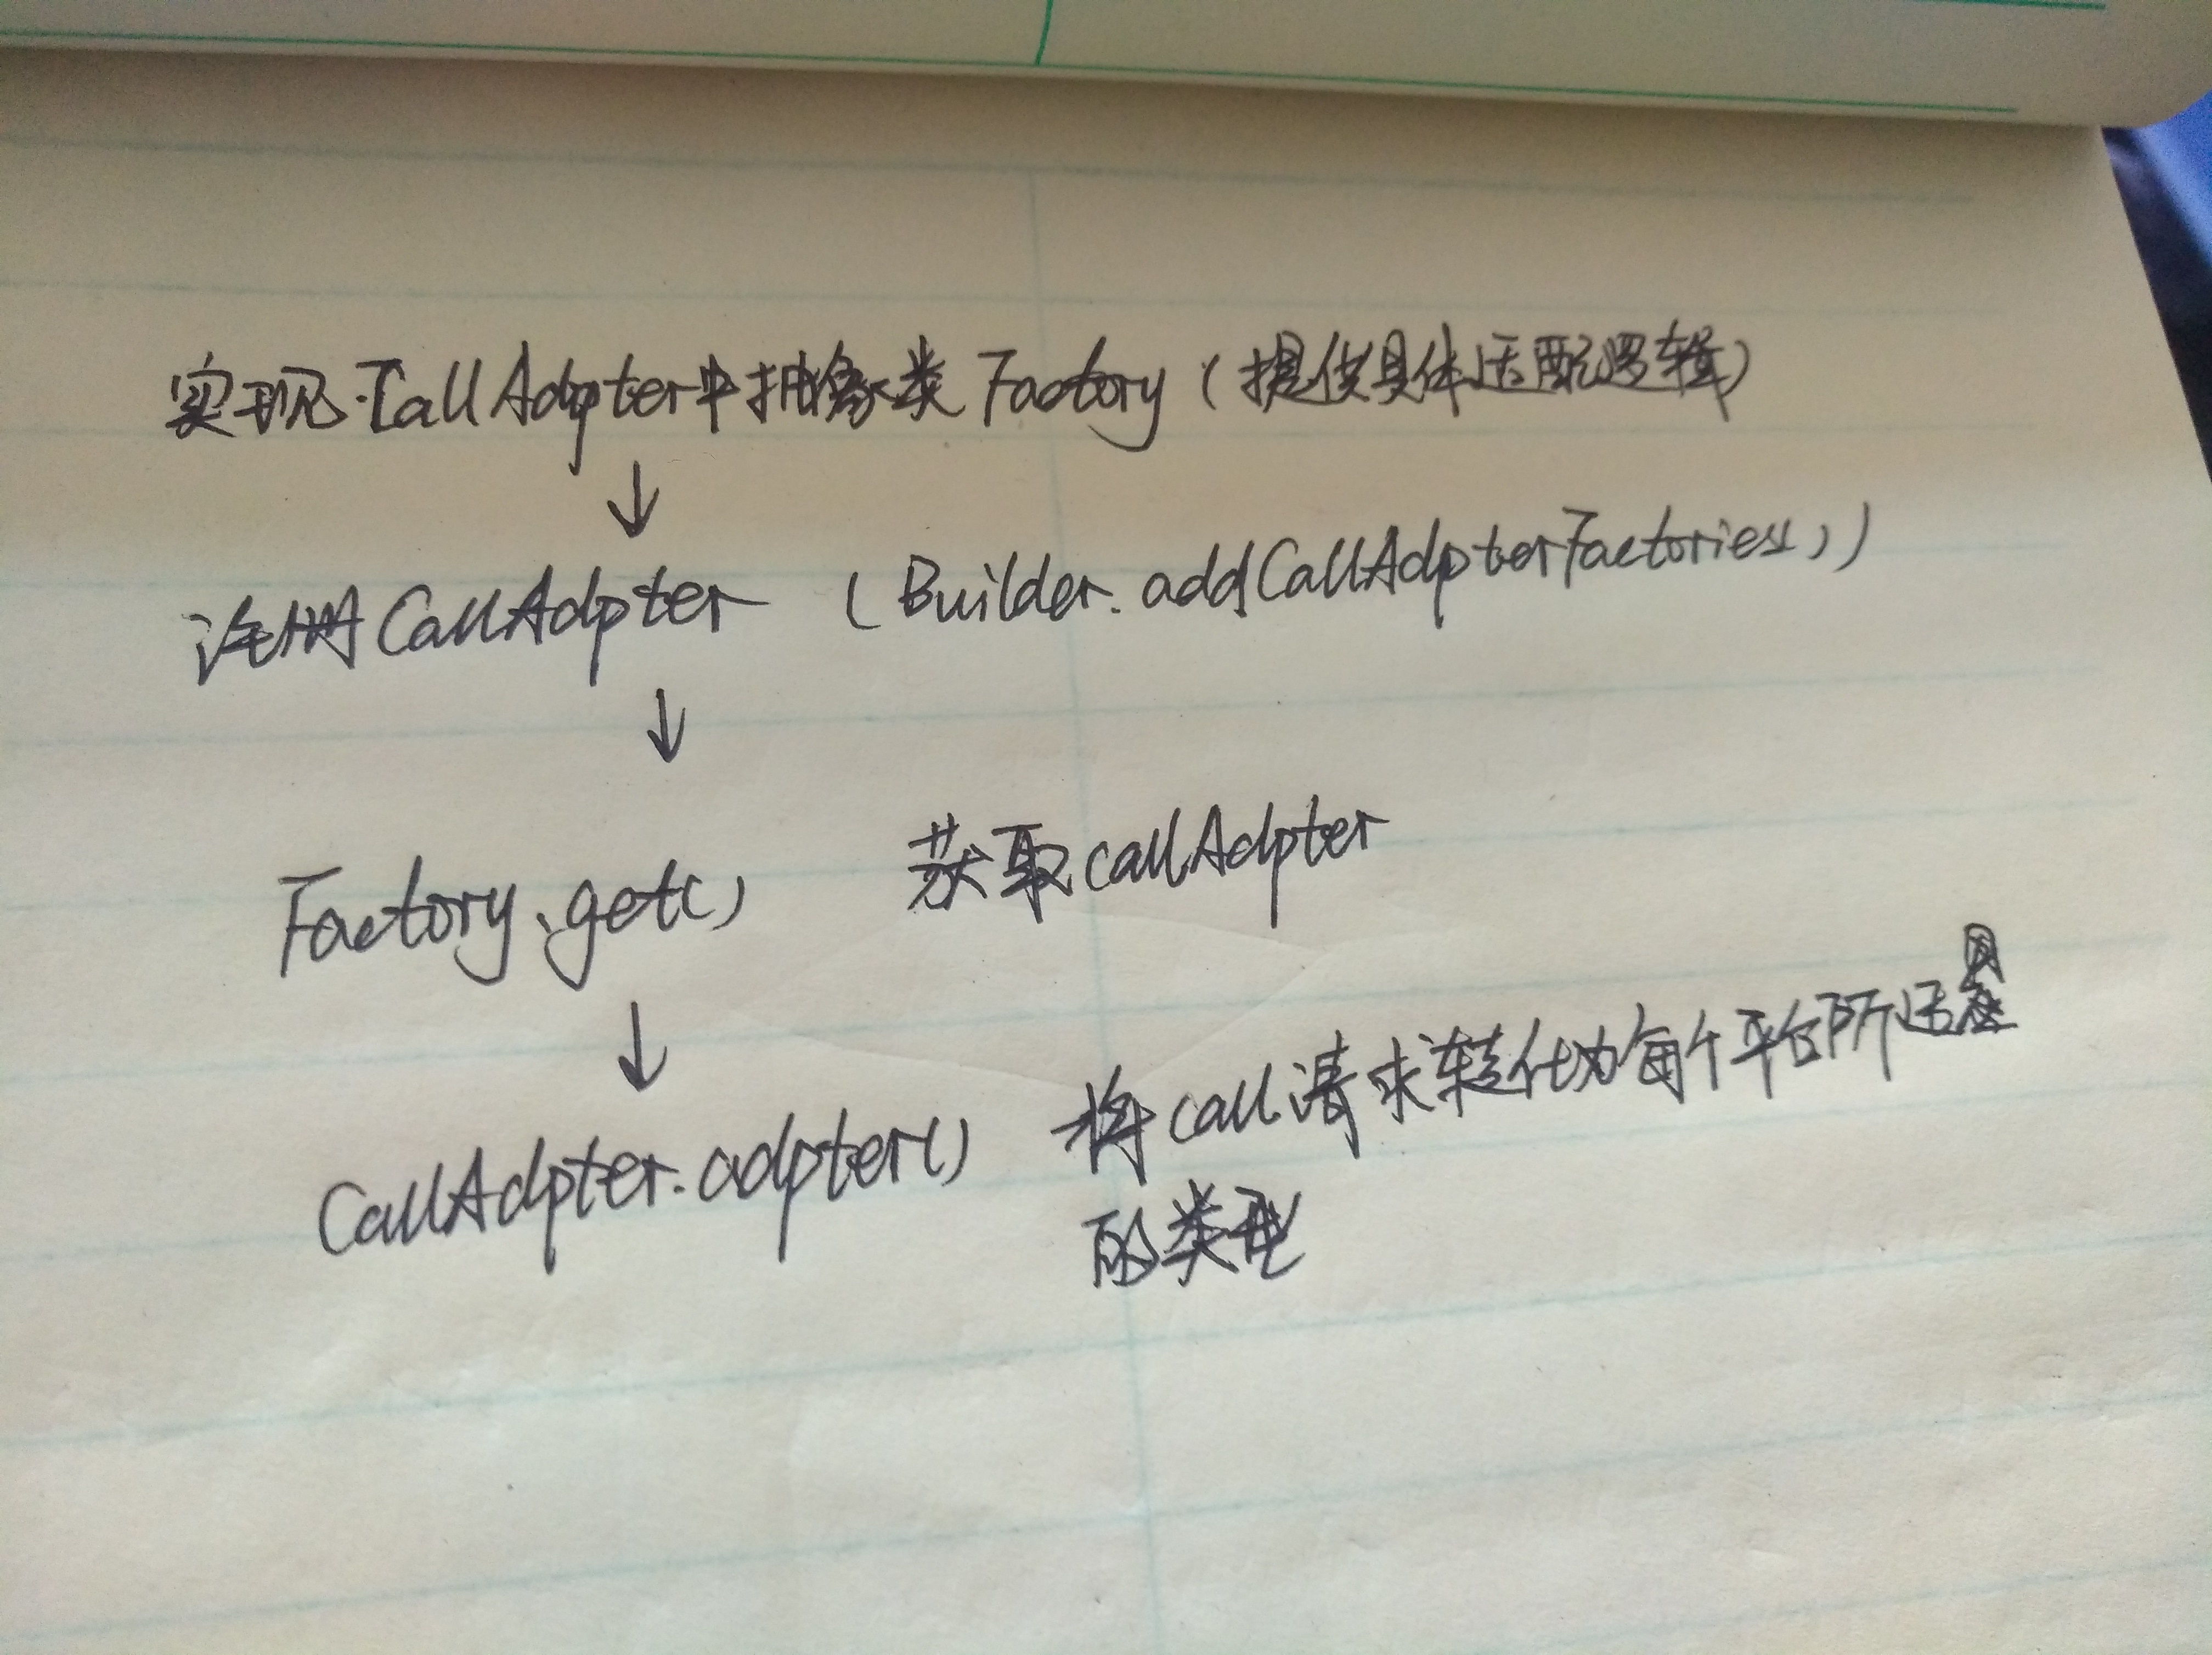 实现CallAdapter中抽象类Factory(提供具体适配逻辑)
↓
注册CallAdpter (Builder.addCallAdpterFactories())
↓
Factory.get() 获取callAdpter
↓
CallAdpter.adpter() 将call请求转化为每个平台所适用
的类型